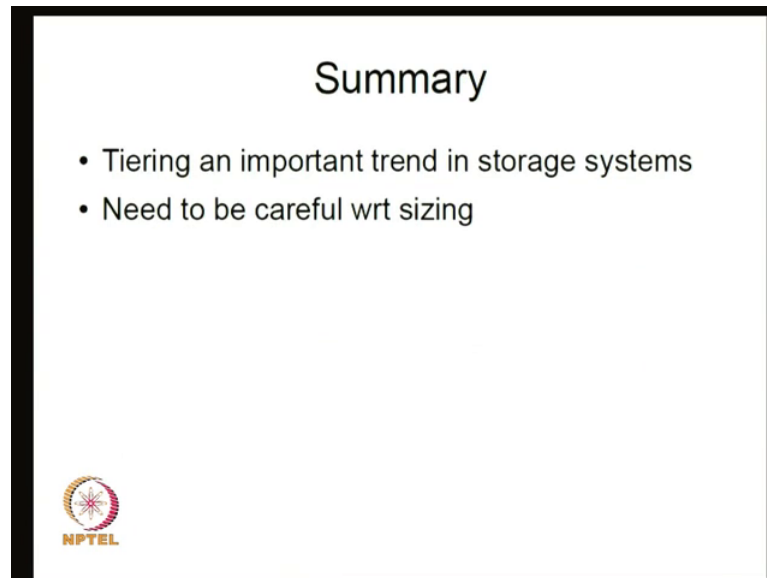 Summary
• Tiering an important trend in storage systems
• Need to be careful wrt sizing
NPTEL